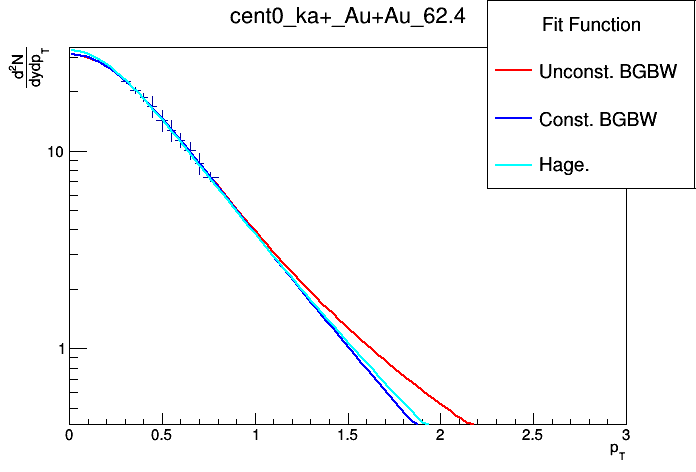 cent0_ka+_Au+Au_62.4
Fit Function
Unconst. BGBW
Const. BGBW
Hage.
d²N
dydp_T
10
1
0 0.5 1 1.5 2 2.5 3
p_T